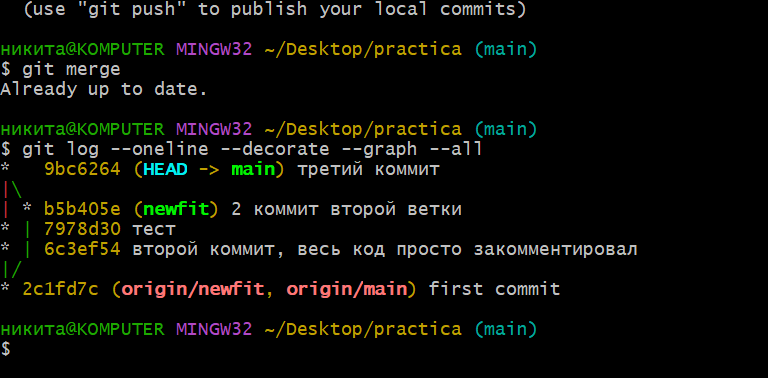 (use "git push" to publish your local commits)
никита@KOMPUTER MINGW32 ~/Desktop/practica (main)
$ git merge
Already up to date.
никита@KOMPUTER MINGW32 ~/Desktop/practica (main)
$ git log --oneline --decorate --graph --all
*   9bc6264 (HEAD -> main) третий коммит
|\
| * b5b405e (newfit) 2 коммит второй ветки
* | 7978d30 тест
* | 6c3ef54 второй коммит, весь код просто закомментировал
|/
* 2c1fd7c (origin/newfit, origin/main) first commit
никита@KOMPUTER MINGW32 ~/Desktop/practica (main)
$